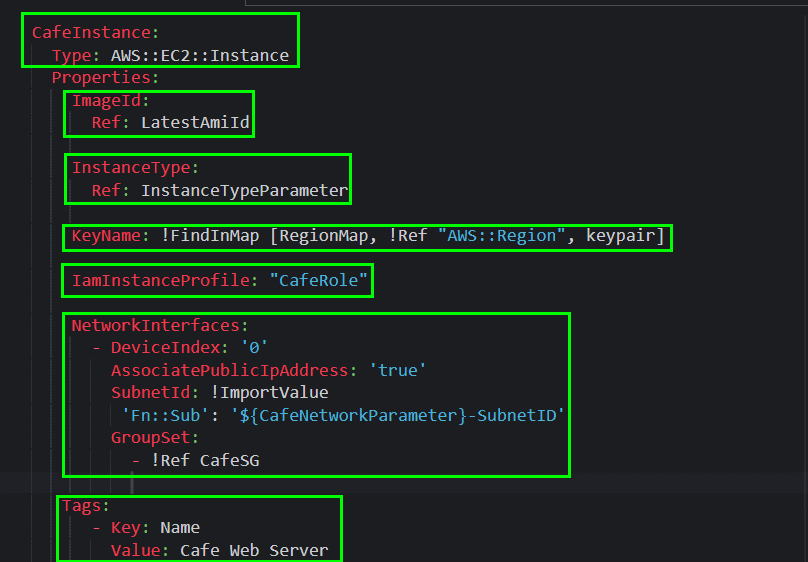 CafeInstance:
Type: AWS::EC2::Instance
Properties:
ImageId:
Ref: LatestAmiId
InstanceType:
Ref: InstanceTypeParameter
KeyName: !FindInMap [RegionMap, !Ref "AWS::Region", keypair]
IamInstanceProfile: "CafeRole"
NetworkInterfaces:
- DeviceIndex: '0'
AssociatePublicIpAddress: 'true'
SubnetId: !ImportValue
'Fn::Sub': '${CafeNetworkParameter}-SubnetID'
GroupSet:
- !Ref CafeSG
Tags:
- Key: Name
Value: Cafe Web Server